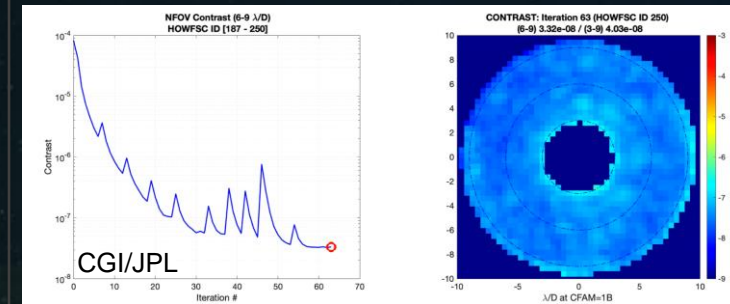 NFOV Contrast (6-9 λ/D)
HOWFSC ID [187 - 250]
Contrast
10^-4
10^-5
10^-6
10^-7
10^-8
0 10 20 30 40 50 60 70
Iteration #
CGI/JPL
CONTRAST: Iteration 63 (HOWFSC ID 250)
(6-9) 3.32e-08 / (3-9) 4.03e-08
10
8
6
4
2
0
-2
-4
-6
-8
-10
-10 -5 0 5 10
λ/D at CFAM=1B
-3
-4
-5
-6
-7
-8
-9